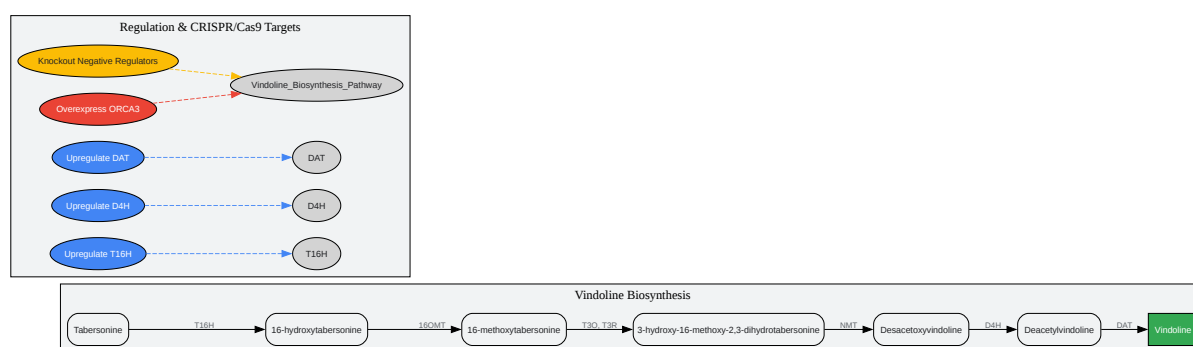 Regulation & CRISPR/Cas9 Targets
Knockout Negative Regulators
Vindoline_Biosynthesis_Pathway
Overexpress ORCA3
Upregulate DAT
DAT
Upregulate D4H
D4H
Upregulate T16H
T16H
Vindoline Biosynthesis
Tabersonine
T16H
16-hydroxytabersonine
16OMT
16-methoxytabersonine
T3O, T3R
3-hydroxy-16-methoxy-2,3-dihydrotabersonine
NMT
Desacetoxyvindoline
D4H
Deacetylvindoline
DAT
Vindoline